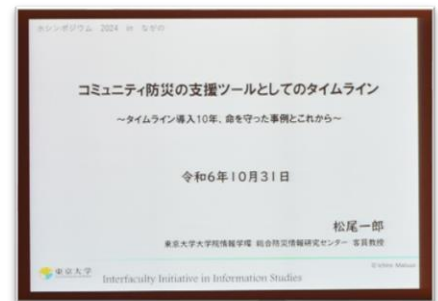 シンポジウム 2024 in ながの
コミュニティ防災の支援ツールとしてのタイムライン
～タイムライン導入10年、命を守った事例とこれから～
令和6年10月31日
松尾一郎
東京大学大学院情報学環 総合防災情報研究センター 客員教授
東京大学
Interfaculty Initiative in Information Studies